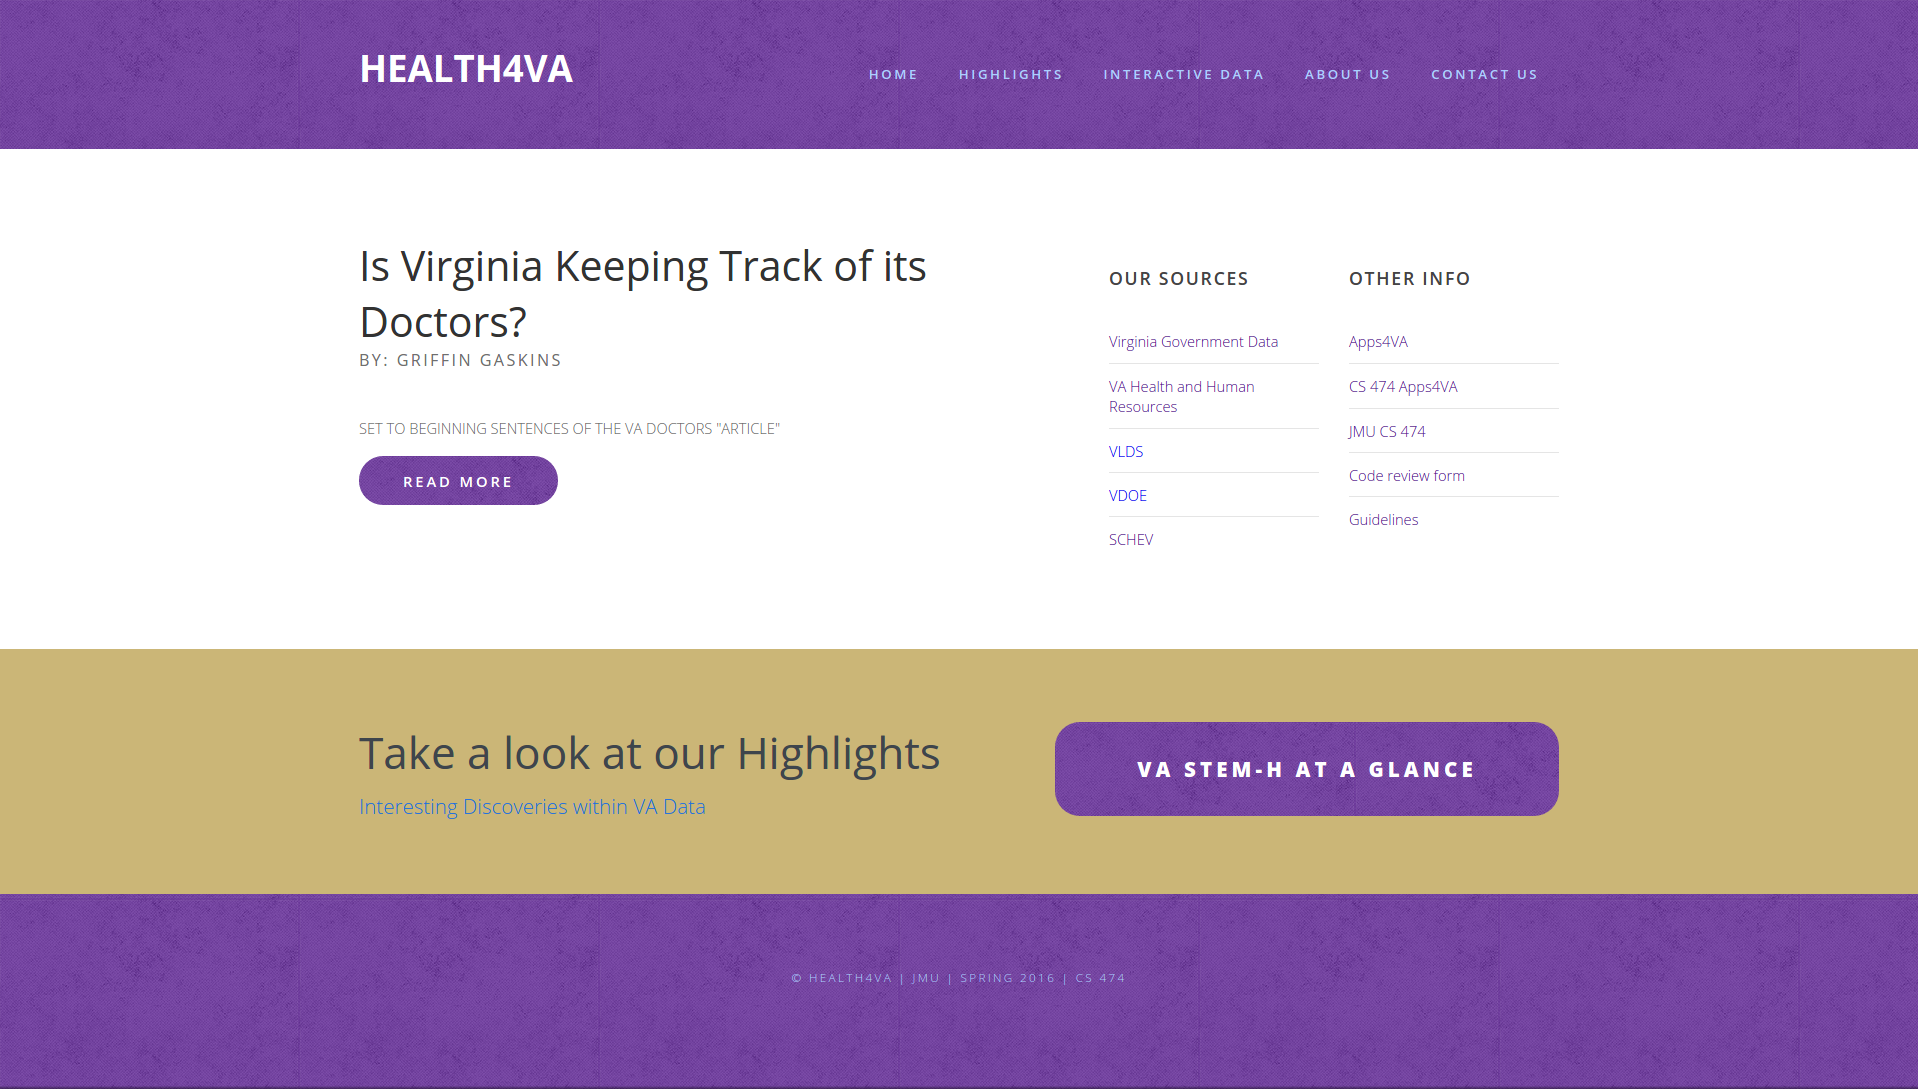 HEALTH4VA
HOME HIGHLIGHTS INTERACTIVE DATA ABOUT US CONTACT US
Is Virginia Keeping Track of its
Doctors?
BY: GRIFFIN GASKINS
SET TO BEGINNING SENTENCES OF THE VA DOCTORS "ARTICLE"
READ MORE
OUR SOURCES
Virginia Government Data
VA Health and Human
Resources
VLDS
VDOE
SCHEV
OTHER INFO
Apps4VA
CS 474 Apps4VA
JMU CS 474
Code review form
Guidelines
Take a look at our Highlights
Interesting Discoveries within VA Data
VA STEM-H AT A GLANCE
© HEALTH4VA | JMU | SPRING 2016 | CS 474